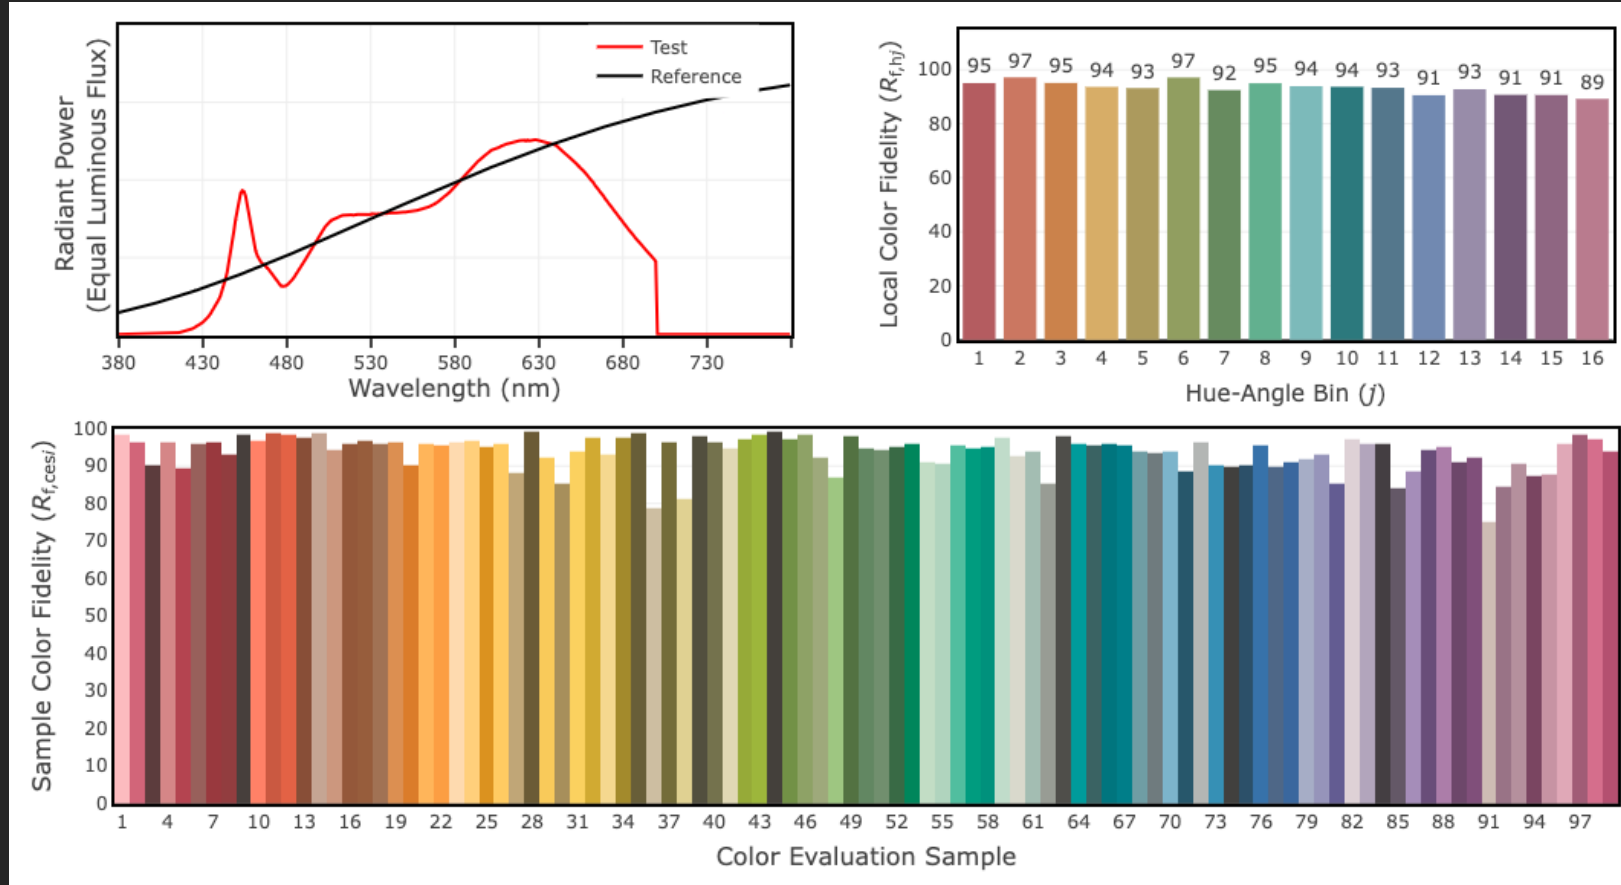 Radiant Power
(Equal Luminous Flux)
Test
Reference
380 430 480 530 580 630 680 730
Wavelength (nm)
Local Color Fidelity (Rf,hj)
100
80
60
40
20
0
95 97 95 94 93 97 92 95 94 94 93 91 93 91 91 89
1 2 3 4 5 6 7 8 9 10 11 12 13 14 15 16
Hue-Angle Bin (j)
Sample Color Fidelity (Rf,cesi)
100
90
80
70
60
50
40
30
20
10
0
1 4 7 10 13 16 19 22 25 28 31 34 37 40 43 46 49 52 55 58 61 64 67 70 73 76 79 82 85 88 91 94 97
Color Evaluation Sample